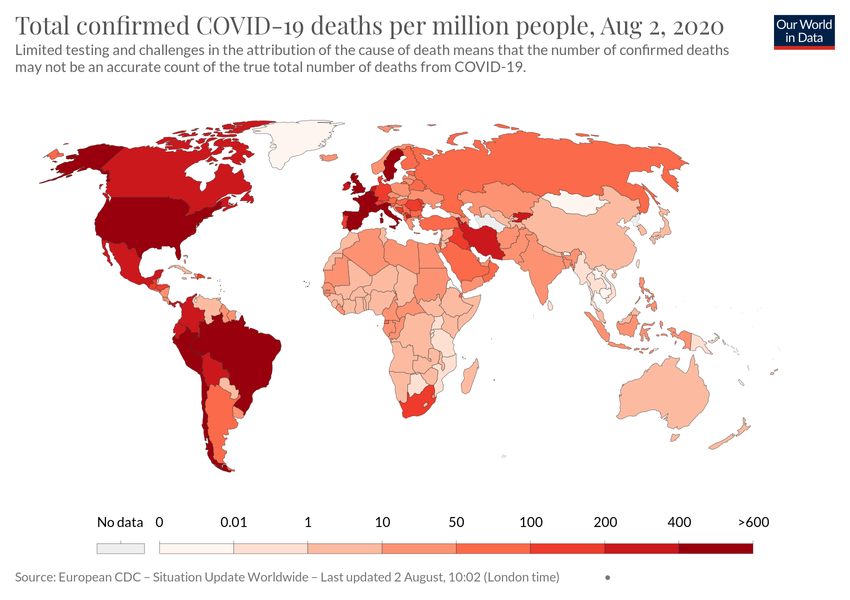 Total confirmed COVID-19 deaths per million people, Aug 2, 2020
Our World
in Data
Limited testing and challenges in the attribution of the cause of death means that the number of confirmed deaths
may not be an accurate count of the true total number of deaths from COVID-19.
No data 0 0.01 1 10 50 100 200 400 >600
Source: European CDC – Situation Update Worldwide – Last updated 2 August, 10:02 (London time) •